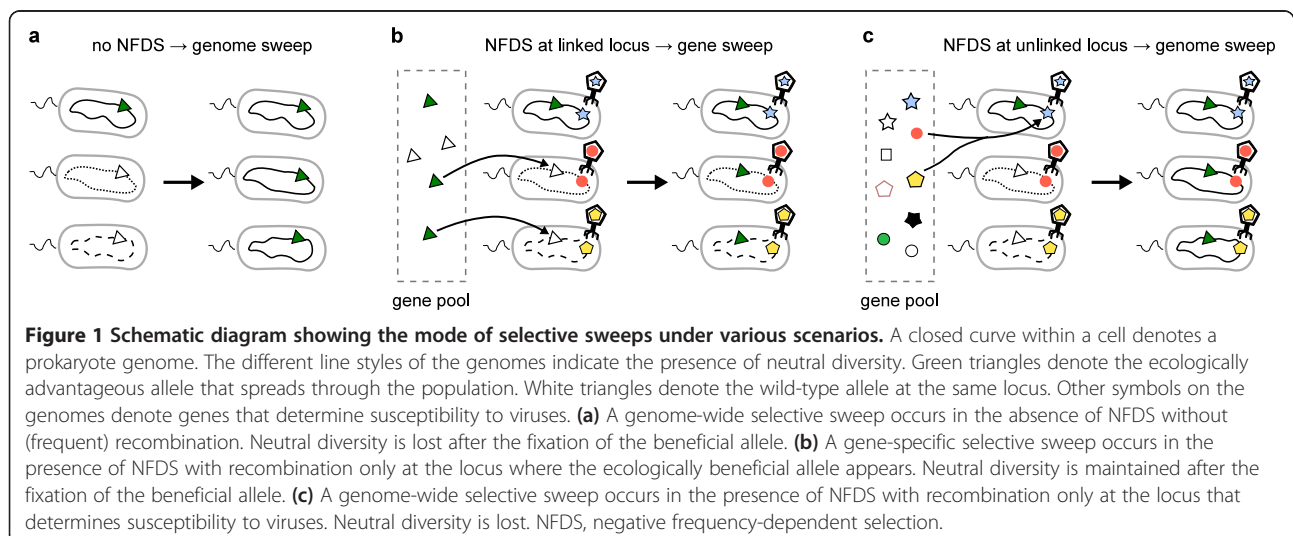 a
no NFDS → genome sweep
b
NFDS at linked locus → gene sweep
gene pool
c
NFDS at unlinked locus → genome sweep
gene pool
Figure 1 Schematic diagram showing the mode of selective sweeps under various scenarios. A closed curve within a cell denotes a
prokaryote genome. The different line styles of the genomes indicate the presence of neutral diversity. Green triangles denote the ecologically
advantageous allele that spreads through the population. White triangles denote the wild-type allele at the same locus. Other symbols on the
genomes denote genes that determine susceptibility to viruses. (a) A genome-wide selective sweep occurs in the absence of NFDS without
(frequent) recombination. Neutral diversity is lost after the fixation of the beneficial allele. (b) A gene-specific selective sweep occurs in the
presence of NFDS with recombination only at the locus where the ecologically beneficial allele appears. Neutral diversity is maintained after the
fixation of the beneficial allele. (c) A genome-wide selective sweep occurs in the presence of NFDS with recombination only at the locus that
determines susceptibility to viruses. Neutral diversity is lost. NFDS, negative frequency-dependent selection.